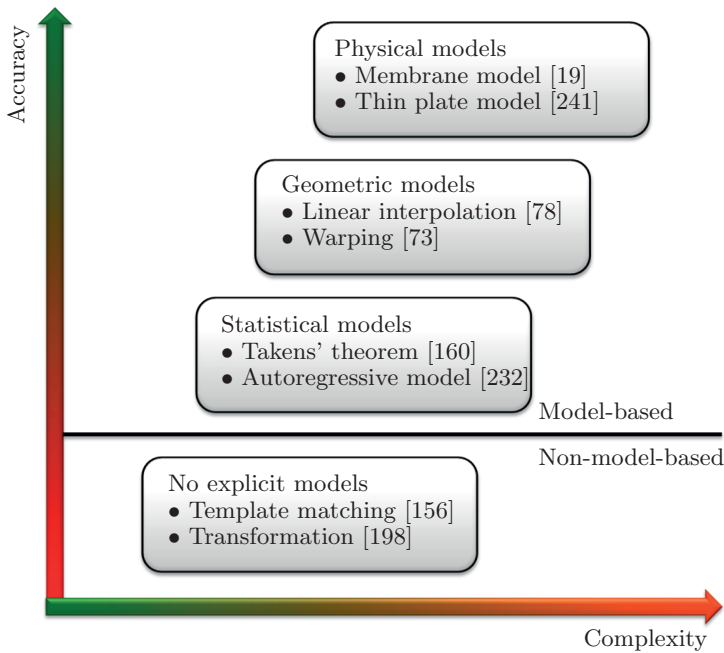 Accuracy
Physical models
• Membrane model [19]
• Thin plate model [241]
Geometric models
• Linear interpolation [78]
• Warping [73]
Statistical models
• Takens' theorem [160]
• Autoregressive model [232]
Model-based
Non-model-based
No explicit models
• Template matching [156]
• Transformation [198]
Complexity